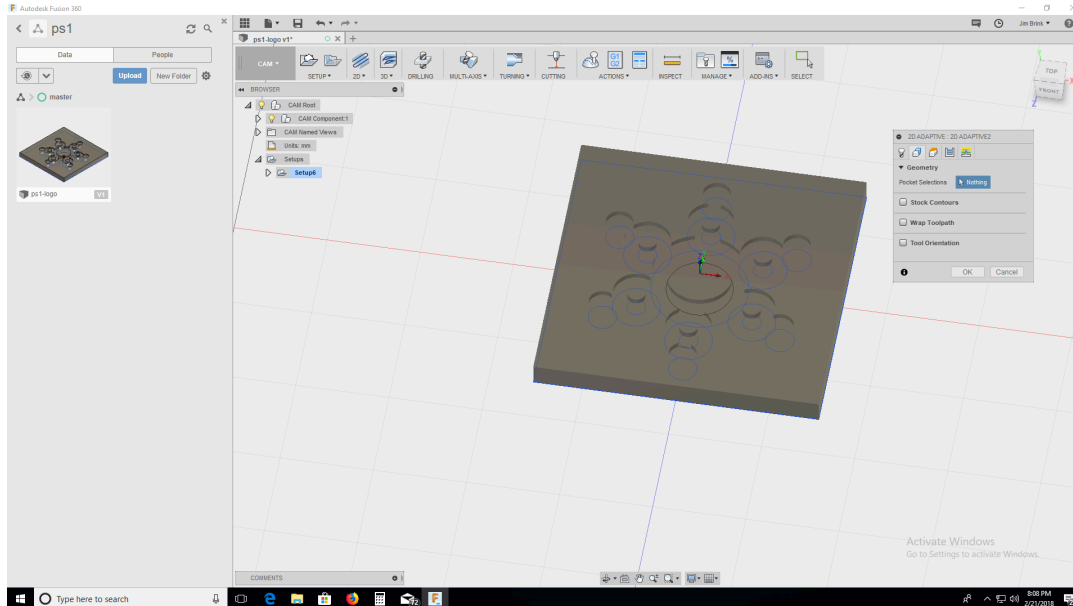 Autodesk Fusion 360
ps1
ps1-logo v1*
Jim Brink
Data
People
CAM
SETUP
2D
3D
DRILLING
MULTI-AXIS
TURNING
CUTTING
G1
G2
ACTIONS
INSPECT
MANAGE
ADD-INS
SELECT
Upload
New Folder
master
BROWSER
CAM Root
CAM Component:1
CAM Named Views
Units: mm
Setups
Setup6
ps1-logo
V1
TOP
FRONT
X
Z
2D ADAPTIVE : 2D ADAPTIVE2
Geometry
Pocket Selections
Nothing
Stock Contours
Wrap Toolpath
Tool Orientation
OK
Cancel
Activate Windows
Go to Settings to activate Windows.
COMMENTS
Type here to search
8:08 PM
2/21/2018